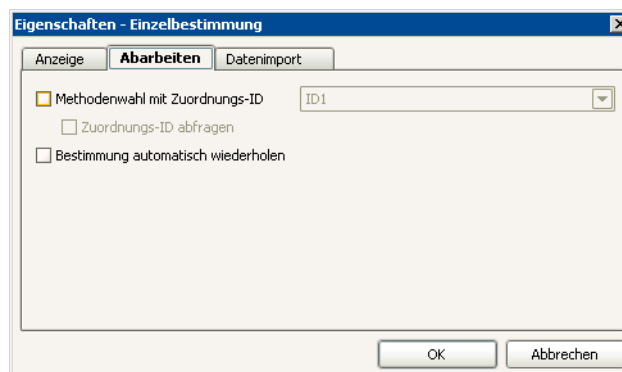 Eigenschaften - Einzelbestimmung
Anzeige Abarbeiten Datenimport
Methodenwahl mit Zuordnungs-ID ID1
Zuordnungs-ID abfragen
Bestimmung automatisch wiederholen
OK Abbrechen